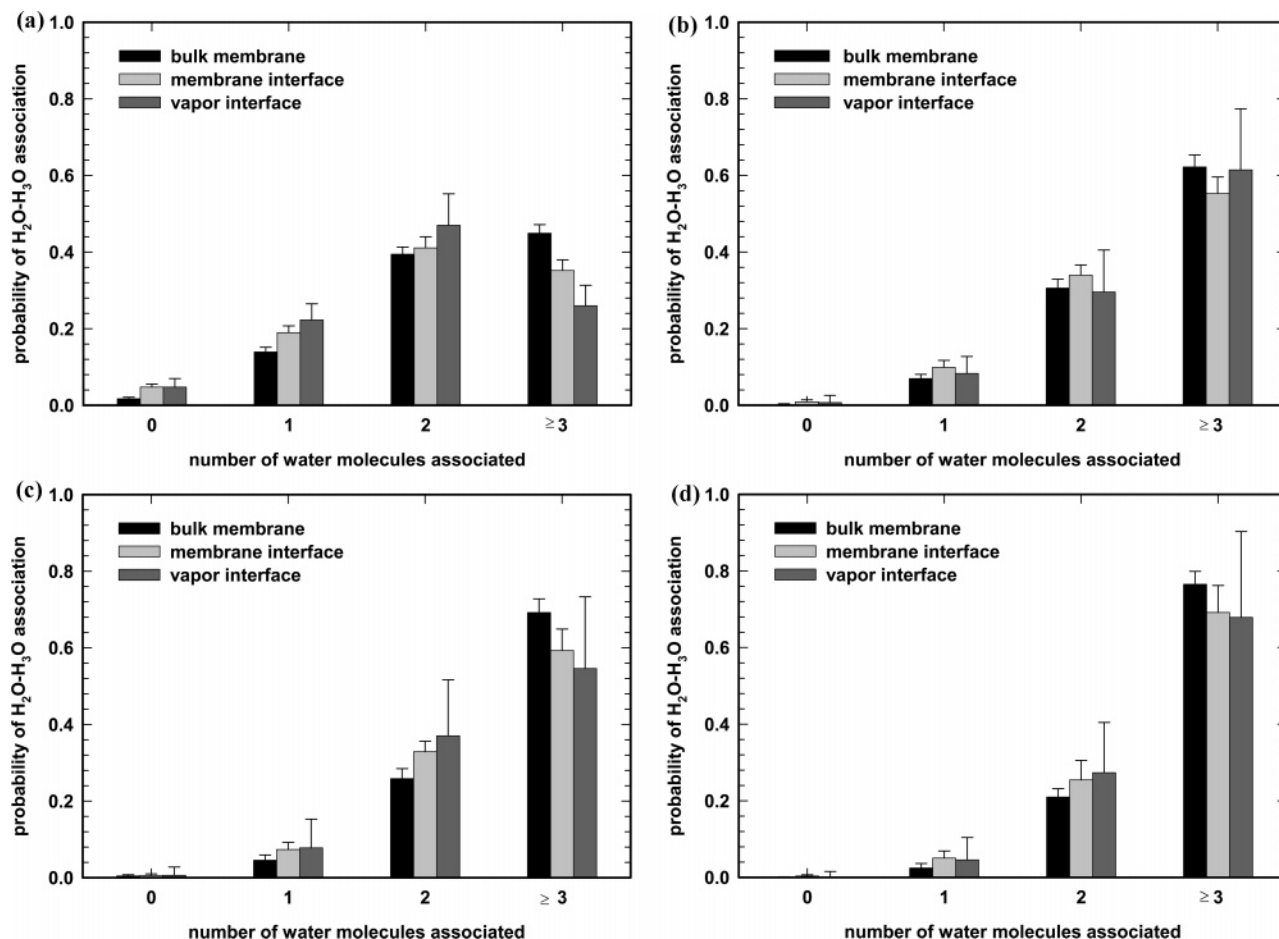 (a)
1.0
0.8
0.6
0.4
0.2
0.0
probability of H₂O-H₃O association
bulk membrane
membrane interface
vapor interface
0 1 2 ≥ 3
number of water molecules associated
(b)
1.0
0.8
0.6
0.4
0.2
0.0
probability of H₂O-H₃O association
bulk membrane
membrane interface
vapor interface
0 1 2 ≥ 3
number of water molecules associated
(c)
1.0
0.8
0.6
0.4
0.2
0.0
probability of H₂O-H₃O association
bulk membrane
membrane interface
vapor interface
0 1 2 ≥ 3
number of water molecules associated
(d)
1.0
0.8
0.6
0.4
0.2
0.0
probability of H₂O-H₃O association
bulk membrane
membrane interface
vapor interface
0 1 2 ≥ 3
number of water molecules associated